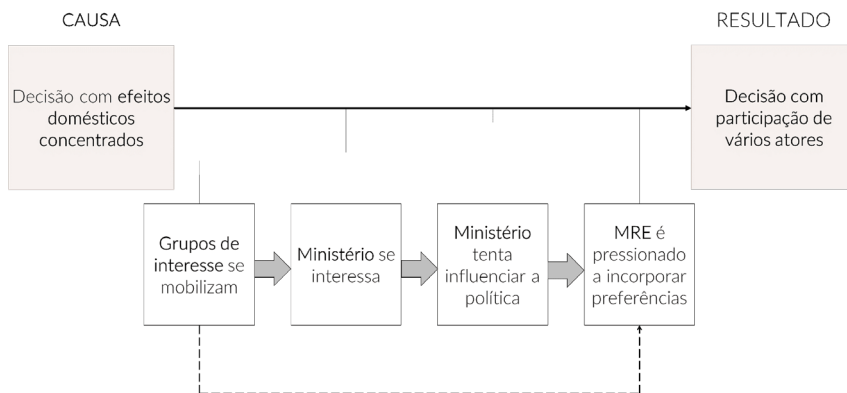 CAUSA
RESULTADO
Decisão com efeitos
domésticos
concentrados
Decisão com
participação de
vários atores
Grupos de
interesse se
mobilizam
Ministério se
interessa
Ministério
tenta
influenciar a
política
MRE é
pressionado
a incorporar
preferências